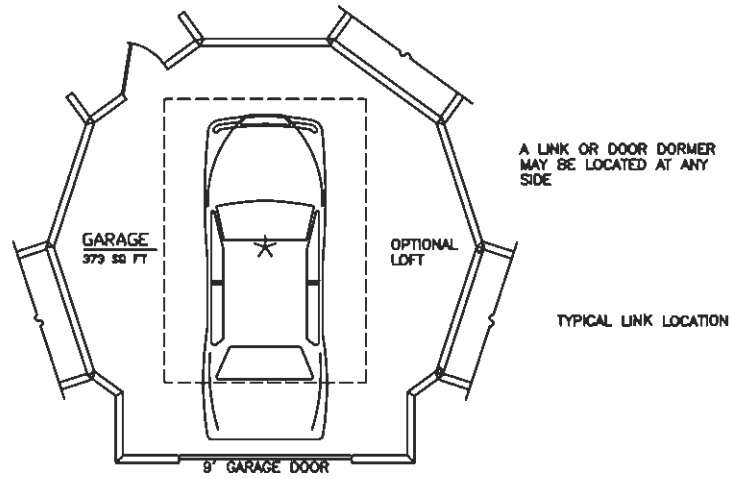 A LINK OR DOOR DORMER
MAY BE LOCATED AT ANY
SIDE
GARAGE
373 SQ FT
OPTIONAL
LOFT
TYPICAL LINK LOCATION
9' GARAGE DOOR